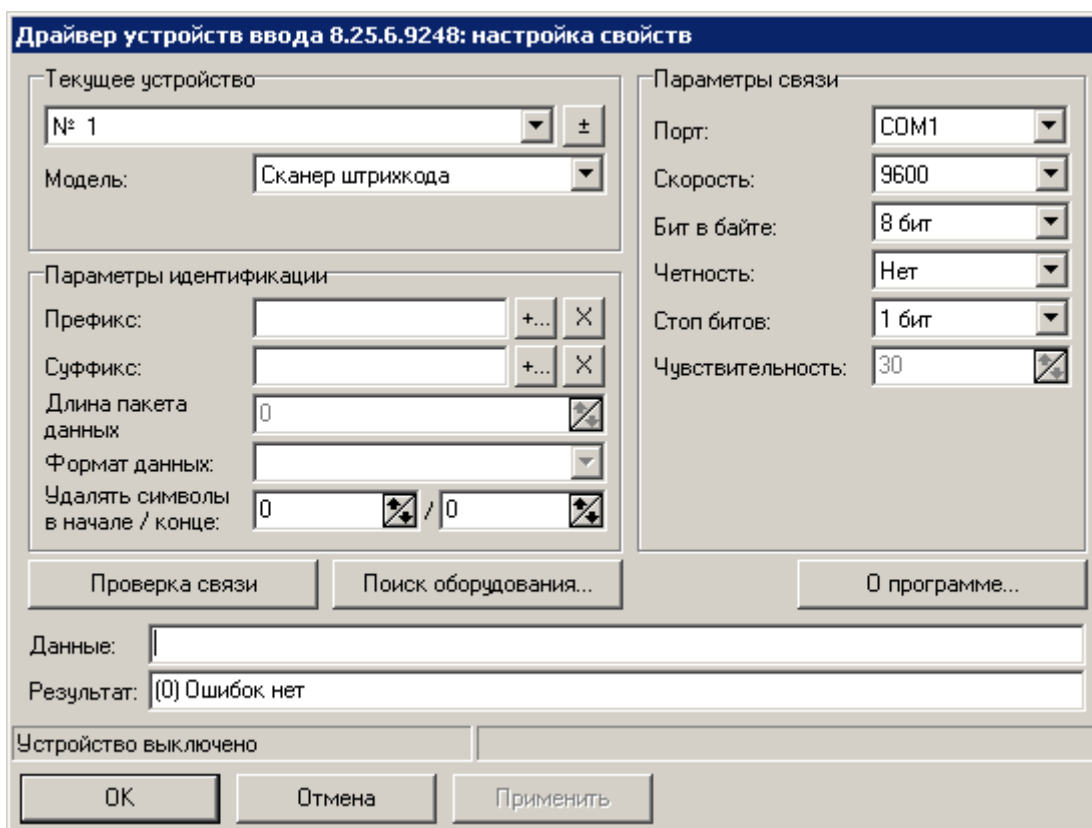 Драйвер устройств ввода 8.25.6.9248: настройка свойств
Текущее устройство
№ 1
±
Модель:
Сканер штрихкода
Параметры идентификации
Префикс:
+...
X
Суффикс:
+...
X
Длина пакета
данных
0
Формат данных:
Удалять символы
в начале / конце:
0 / 0
Параметры связи
Порт:
COM1
Скорость:
9600
Бит в байте:
8 бит
Четность:
Нет
Стоп битов:
1 бит
Чувствительность:
30
Проверка связи
Поиск оборудования...
О программе...
Данные:
Результат:
(0) Ошибок нет
Устройство выключено
OK
Отмена
Применить